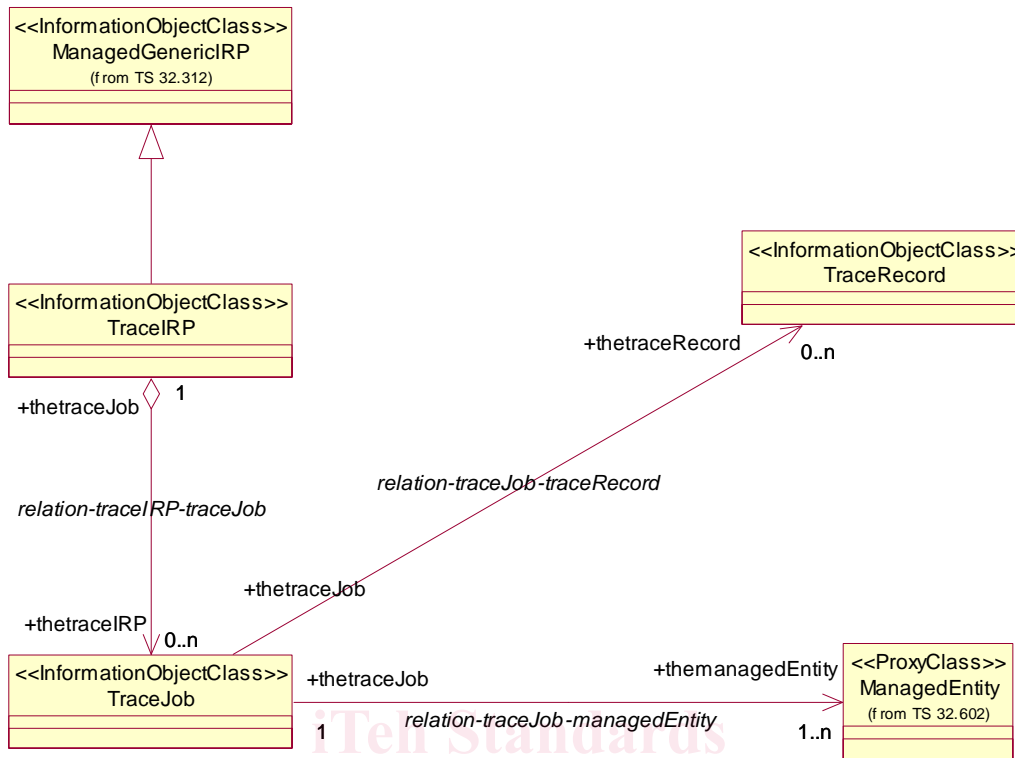 <<InformationObjectClass>>
ManagedGenericIRP
(from TS 32.312)
<<InformationObjectClass>>
TraceRecord
<<InformationObjectClass>>
TraceIRP
+thetraceRecord
0..n
1
+thetraceJob
relation-traceJob-traceRecord
relation-traceIRP-traceJob
+thetraceJob
+thetraceIRP
0..n
<<InformationObjectClass>>
TraceJob
+thetraceJob
+themanagedEntity
<<ProxyClass>>
ManagedEntity
(from TS 32.602)
relation-traceJob-managedEntity
1
1..n
iTeh Standards